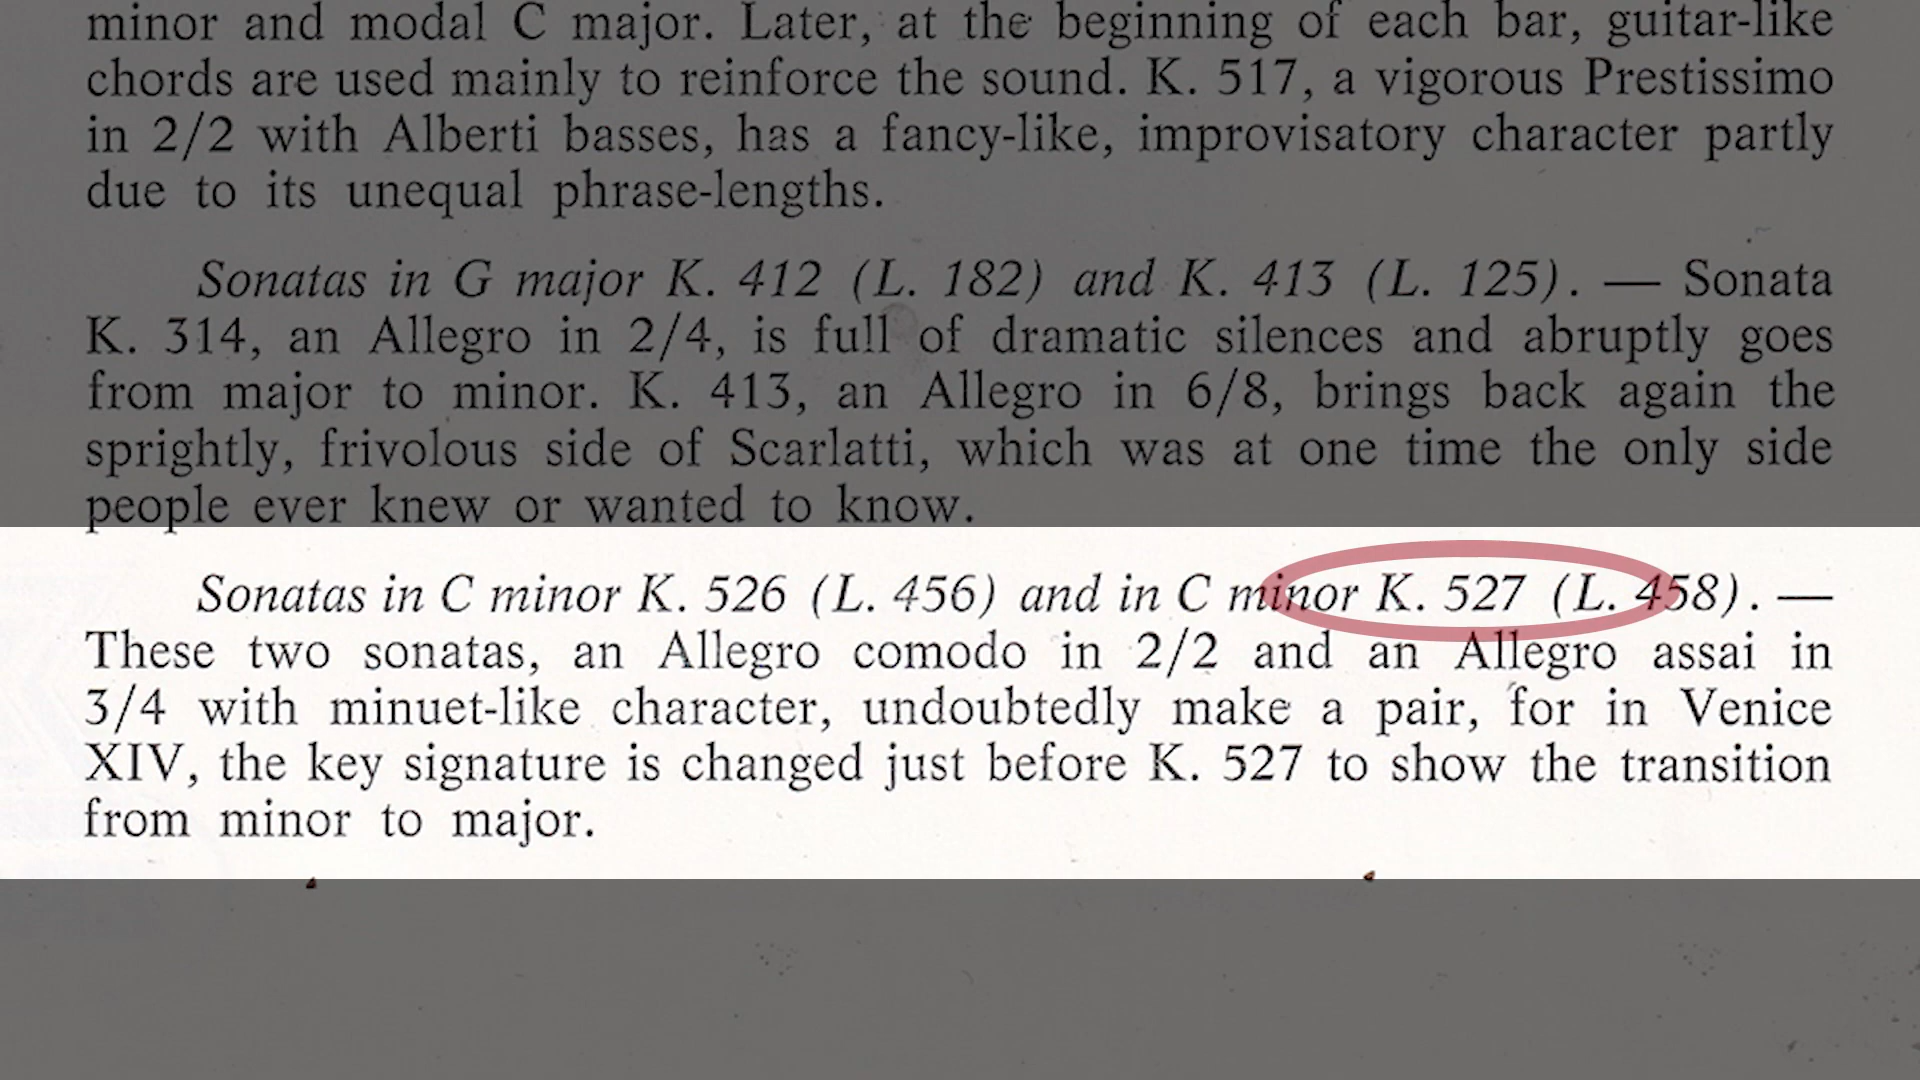 minor and modal C major. Later, at the beginning of each bar, guitar-like
chords are used mainly to reinforce the sound. K. 517, a vigorous Prestissimo
in 2/2 with Alberti basses, has a fancy-like, improvisatory character partly
due to its unequal phrase-lengths.
Sonatas in G major K. 412 (L. 182) and K. 413 (L. 125). — Sonata
K. 314, an Allegro in 2/4, is full of dramatic silences and abruptly goes
from major to minor. K. 413, an Allegro in 6/8, brings back again the
sprightly, frivolous side of Scarlatti, which was at one time the only side
people ever knew or wanted to know.
Sonatas in C minor K. 526 (L. 456) and in C minor K. 527 (L. 458). —
These two sonatas, an Allegro comodo in 2/2 and an Allegro assai in
3/4 with minuet-like character, undoubtedly make a pair, for in Venice
XIV, the key signature is changed just before K. 527 to show the transition
from minor to major.